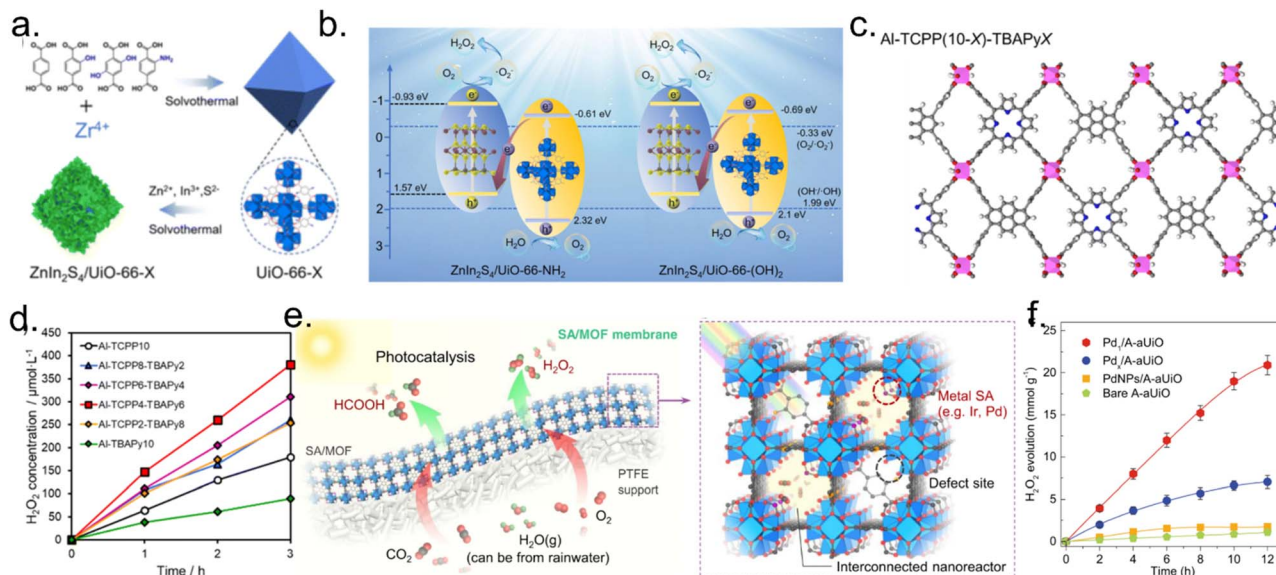 a.
Solvothermal
+
Zr⁴⁺
Zn²⁺, In³⁺,S²⁻
Solvothermal
ZnIn₂S₄/UiO-66-X
UiO-66-X
b.
H₂O₂
O₂
·O₂⁻
H₂O₂
O₂
·O₂⁻
-1
0
1
2
3
-0.93 eV
e⁻
e⁻
-0.61 eV
e⁻
e⁻
-0.69 eV
-0.33 eV
(O₂/·O₂⁻)
e
e
1.57 eV
h⁺
h
2.32 eV
h⁺
h
2.1 eV
(OH⁻/·OH)
1.99 eV
H₂O
O₂
H₂O
O₂
ZnIn₂S₄/UiO-66-NH₂
ZnIn₂S₄/UiO-66-(OH)₂
c.
Al-TCPP(10-X)-TBAPyX
d.
H₂O₂ concentration / μmol·L⁻¹
450
400
350
300
250
200
150
100
50
0
Al-TCPP10
Al-TCPP8-TBAPy2
Al-TCPP6-TBAPy4
Al-TCPP4-TBAPy6
Al-TCPP2-TBAPy8
Al-TBAPy10
0
1
2
3
Time / h
e.
SA/MOF membrane
Photocatalysis
H₂O₂
HCOOH
SA/MOF
PTFE
support
O₂
CO₂
H₂O(g)
(can be from rainwater)
Metal SA
(e.g. Ir, Pd)
Defect site
Interconnected nanoreactor
f.
H₂O₂ evolution (mmol g⁻¹)
25
20
15
10
5
0
Pd₁/A-aUiO
Pdₓ/A-aUiO
PdNPs/A-aUiO
Bare A-aUiO
0
2
4
6
8
10
12
Time (h)